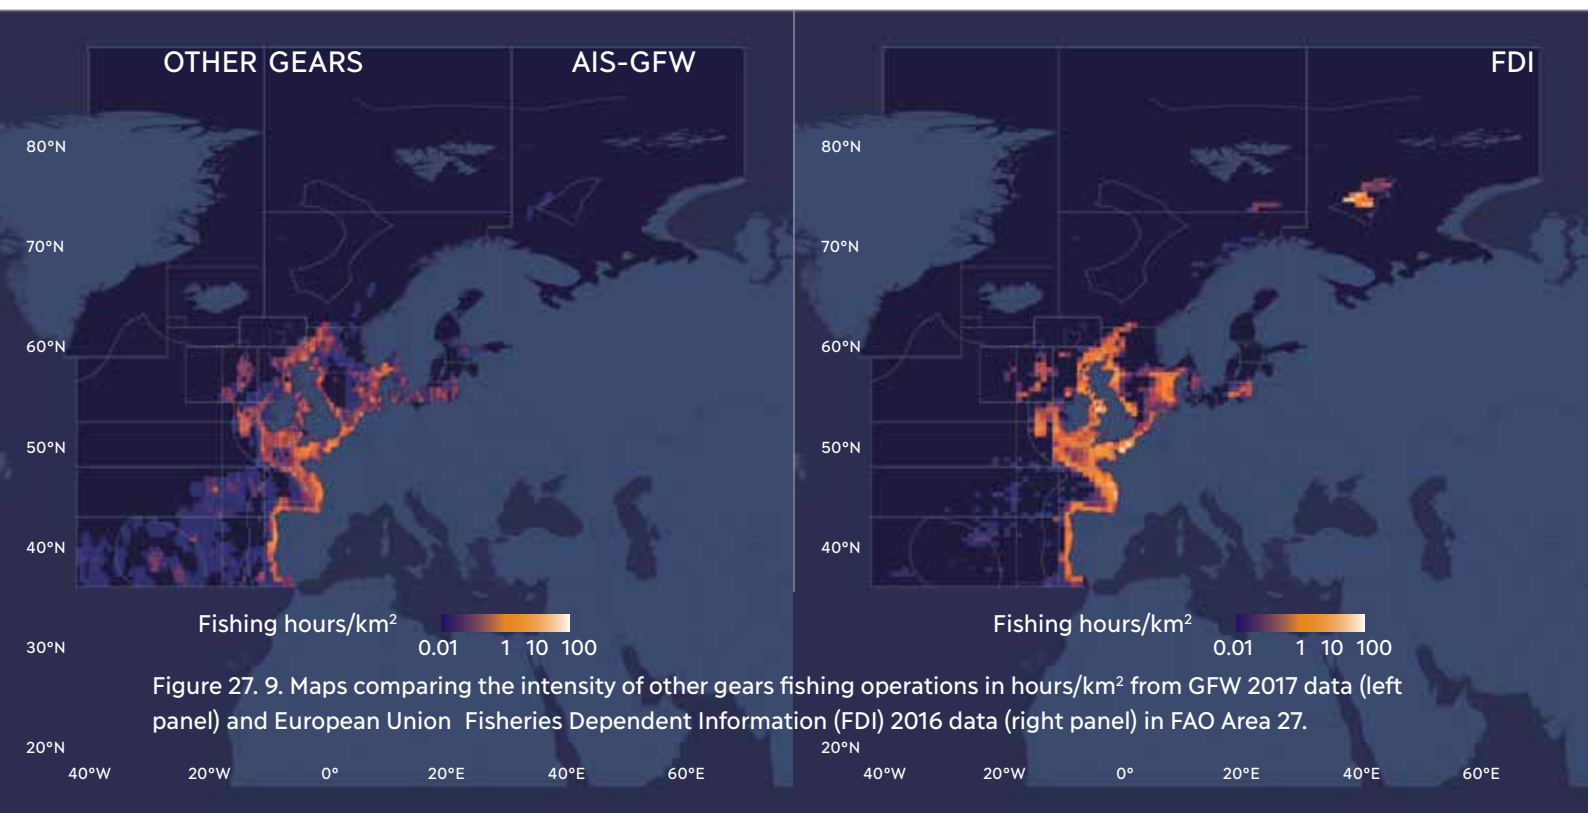 OTHER GEARS AIS-GFW
80°N
70°N
60°N
50°N
40°N
30°N
20°N
40°W 20°W 0° 20°E 40°E 60°E
Fishing hours/km²
0.01 1 10 100
FDI
80°N
70°N
60°N
50°N
40°N
20°N
40°W 20°W 0° 20°E 40°E 60°E
Fishing hours/km²
0.01 1 10 100
Figure 27. 9. Maps comparing the intensity of other gears fishing operations in hours/km² from GFW 2017 data (left
panel) and European Union Fisheries Dependent Information (FDI) 2016 data (right panel) in FAO Area 27.